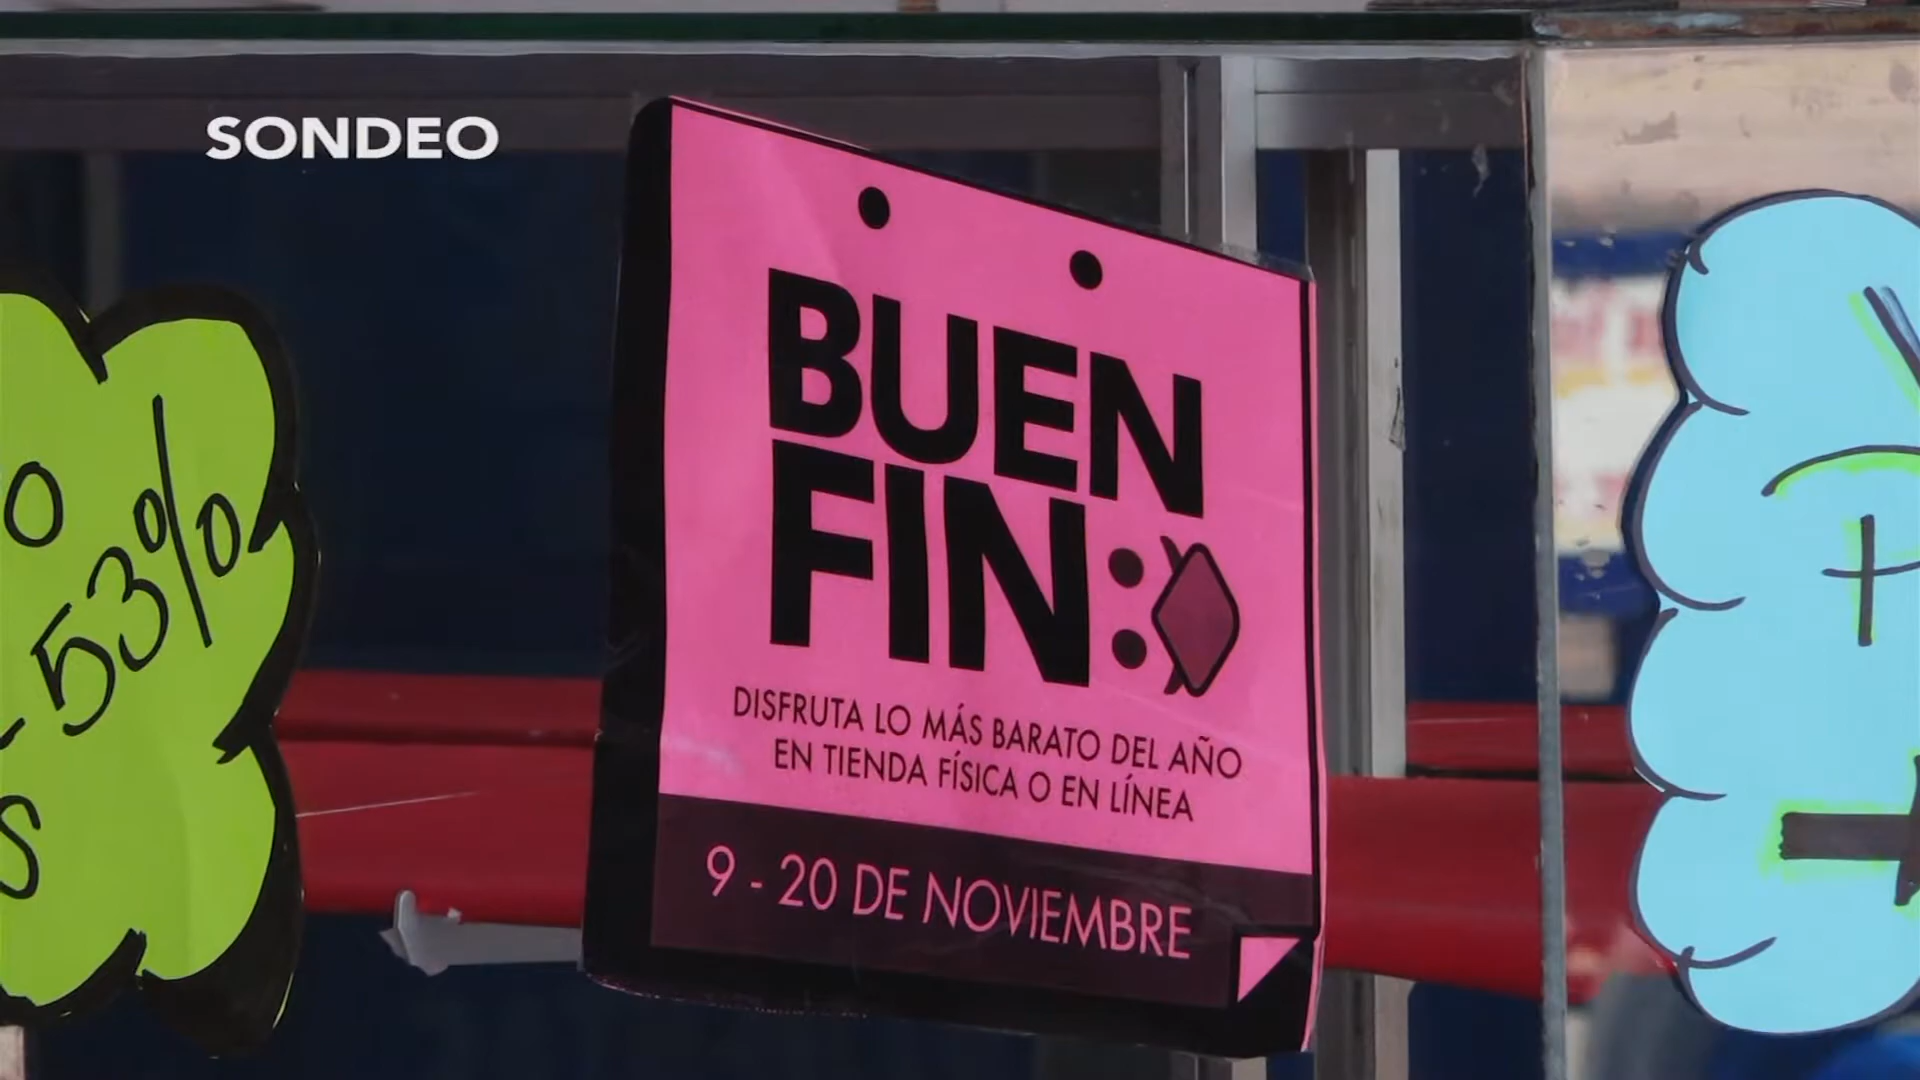 SONDEO
BUEN
FIN
DISFRUTA LO MÁS BARATO DEL AÑO
EN TIENDA FÍSICA O EN LÍNEA
9 - 20 DE NOVIEMBRE
53%